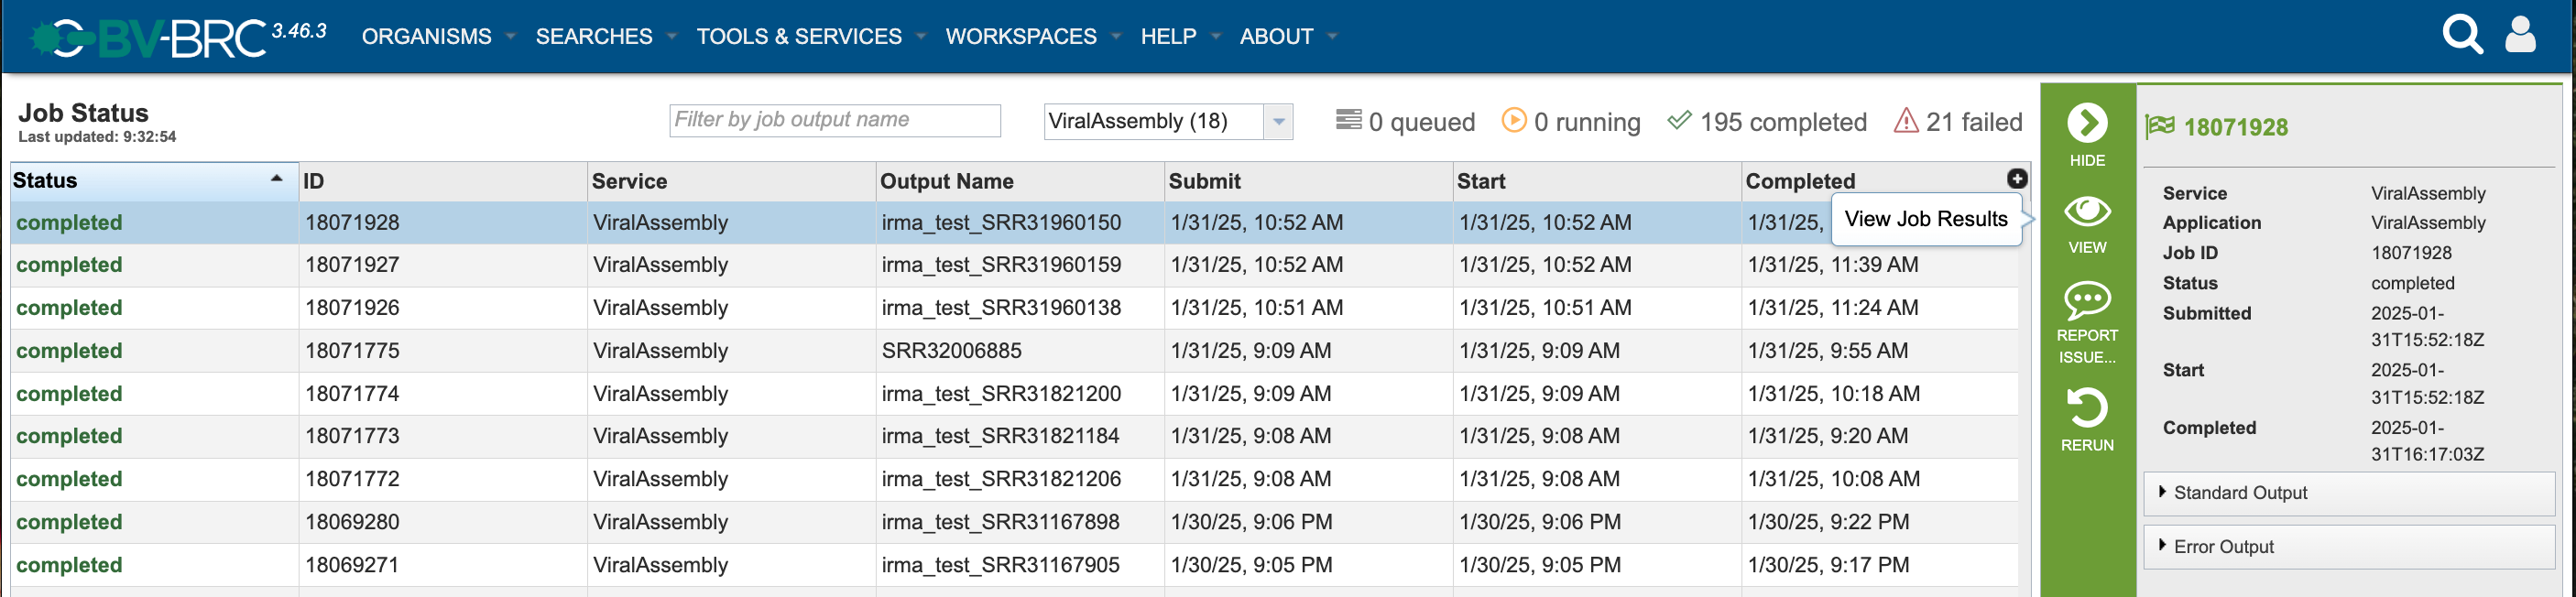 BV-BRC 3.46.3 ORGANISMS SEARCHES TOOLS & SERVICES WORKSPACES HELP ABOUT
Job Status
Last updated: 9:32:54
Filter by job output name
ViralAssembly (18)
0 queued 0 running 195 completed 21 failed
Status ID Service Output Name Submit Start Completed
completed 18071928 ViralAssembly irma_test_SRR31960150 1/31/25, 10:52 AM 1/31/25, 10:52 AM 1/31/25,
View Job Results
completed 18071927 ViralAssembly irma_test_SRR31960159 1/31/25, 10:52 AM 1/31/25, 10:52 AM 1/31/25, 11:39 AM
completed 18071926 ViralAssembly irma_test_SRR31960138 1/31/25, 10:51 AM 1/31/25, 10:51 AM 1/31/25, 11:24 AM
completed 18071775 ViralAssembly SRR32006885 1/31/25, 9:09 AM 1/31/25, 9:09 AM 1/31/25, 9:55 AM
completed 18071774 ViralAssembly irma_test_SRR31821200 1/31/25, 9:09 AM 1/31/25, 9:09 AM 1/31/25, 10:18 AM
completed 18071773 ViralAssembly irma_test_SRR31821184 1/31/25, 9:08 AM 1/31/25, 9:08 AM 1/31/25, 9:20 AM
completed 18071772 ViralAssembly irma_test_SRR31821206 1/31/25, 9:08 AM 1/31/25, 9:08 AM 1/31/25, 10:08 AM
completed 18069280 ViralAssembly irma_test_SRR31167898 1/30/25, 9:06 PM 1/30/25, 9:06 PM 1/30/25, 9:22 PM
completed 18069271 ViralAssembly irma_test_SRR31167905 1/30/25, 9:05 PM 1/30/25, 9:05 PM 1/30/25, 9:17 PM
HIDE
VIEW
REPORT
ISSUE...
RERUN
18071928
Service ViralAssembly
Application ViralAssembly
Job ID 18071928
Status completed
Submitted 2025-01-
31T15:52:18Z
Start 2025-01-
31T15:52:18Z
Completed 2025-01-
31T16:17:03Z
Standard Output
Error Output